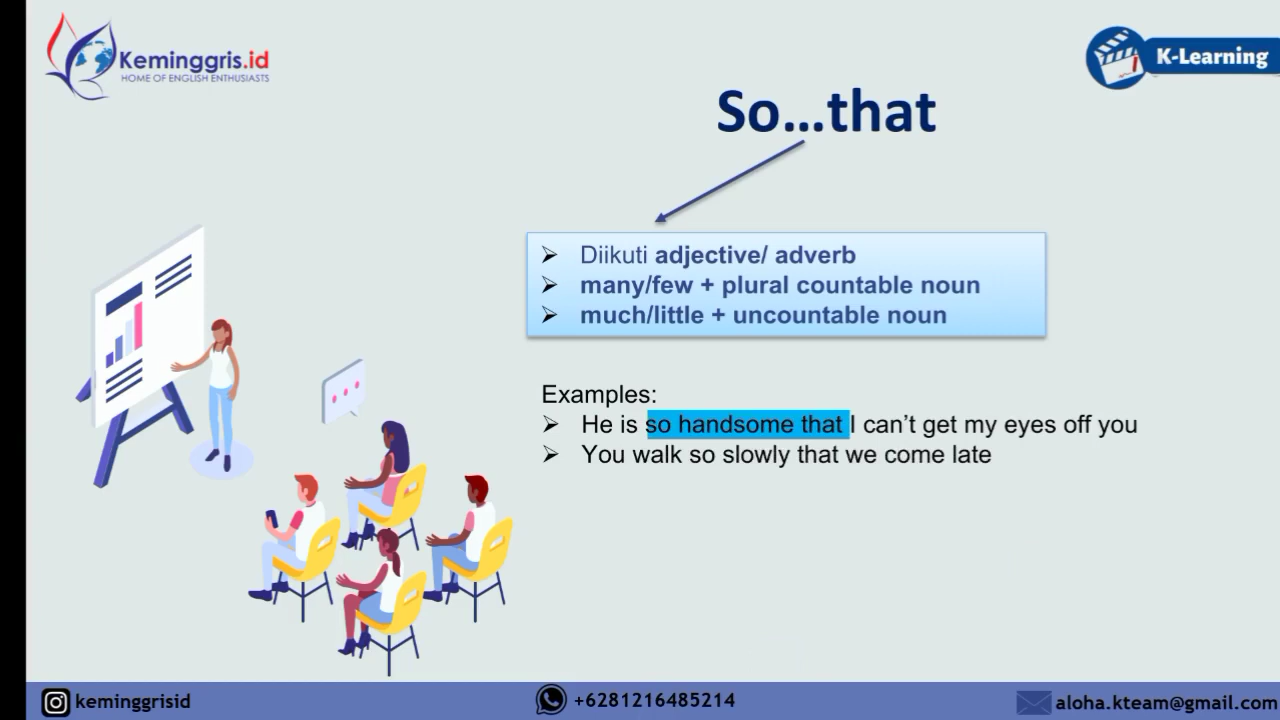 Keminggris.id
HOME OF ENGLISH ENTHUSIASTS
K-Learning
So...that
Diikuti adjective/ adverb
many/few + plural countable noun
much/little + uncountable noun
Examples:
He is so handsome that I can’t get my eyes off you
You walk so slowly that we come late
keminggrisid
+6281216485214
aloha.kteam@gmail.com